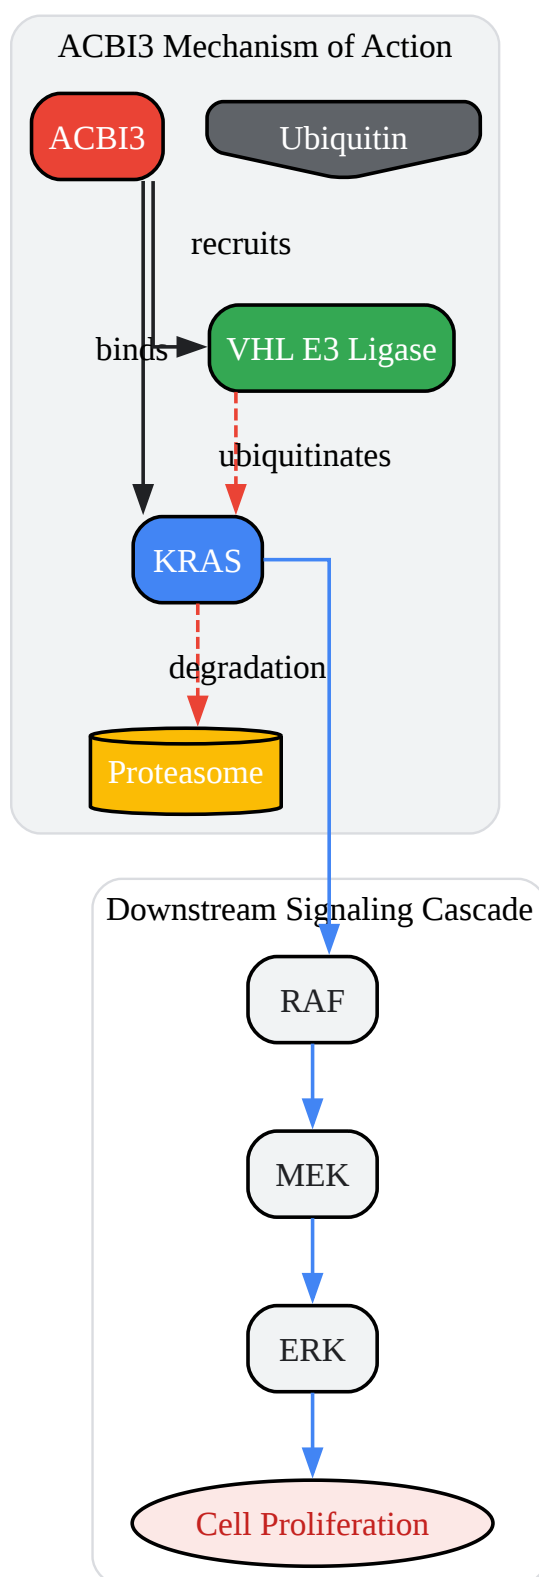 ACBI3 Mechanism of Action
ACBI3
Ubiquitin
recruits
binds
VHL E3 Ligase
ubiquitinates
KRAS
degradation
Proteasome
Downstream Signaling Cascade
RAF
MEK
ERK
Cell Proliferation